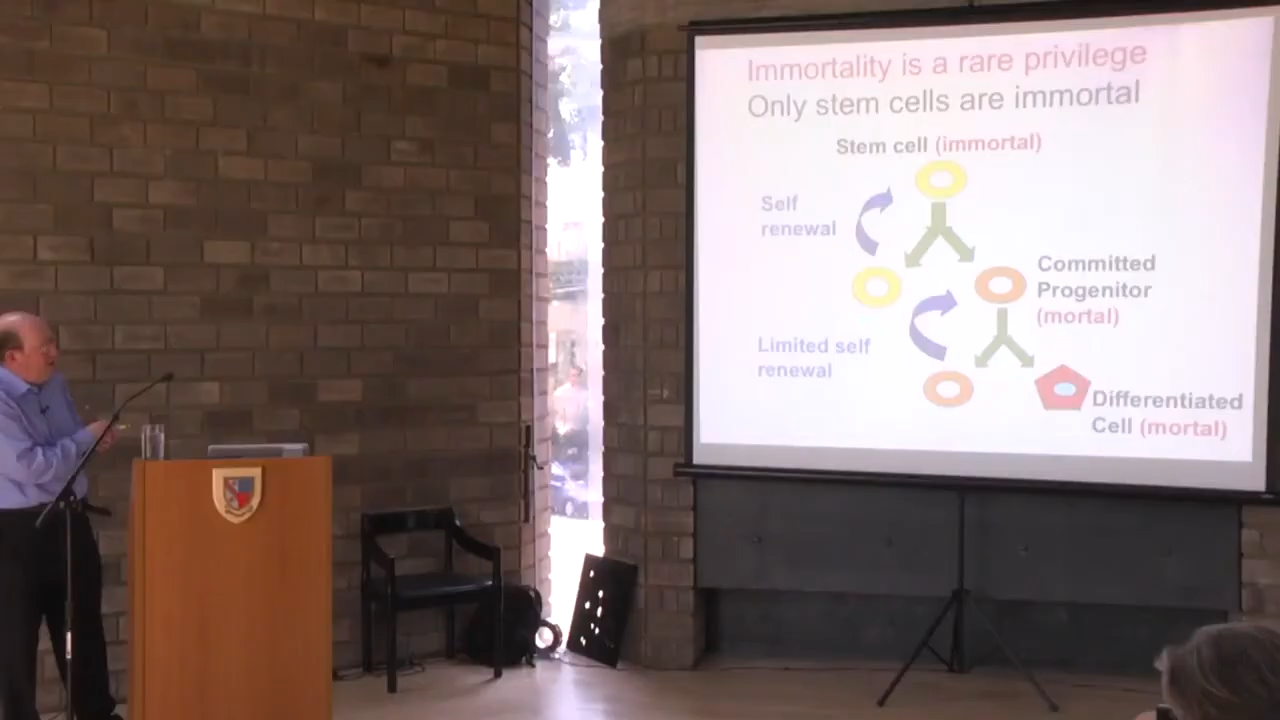 Immortality is a rare privilege
Only stem cells are immortal
Stem cell (immortal)
Self
renewal
Committed
Progenitor
(mortal)
Limited self
renewal
Differentiated
Cell (mortal)